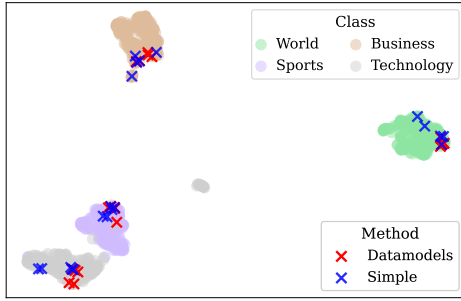 Class
World Business
Sports Technology
Method
Datamodels
Simple